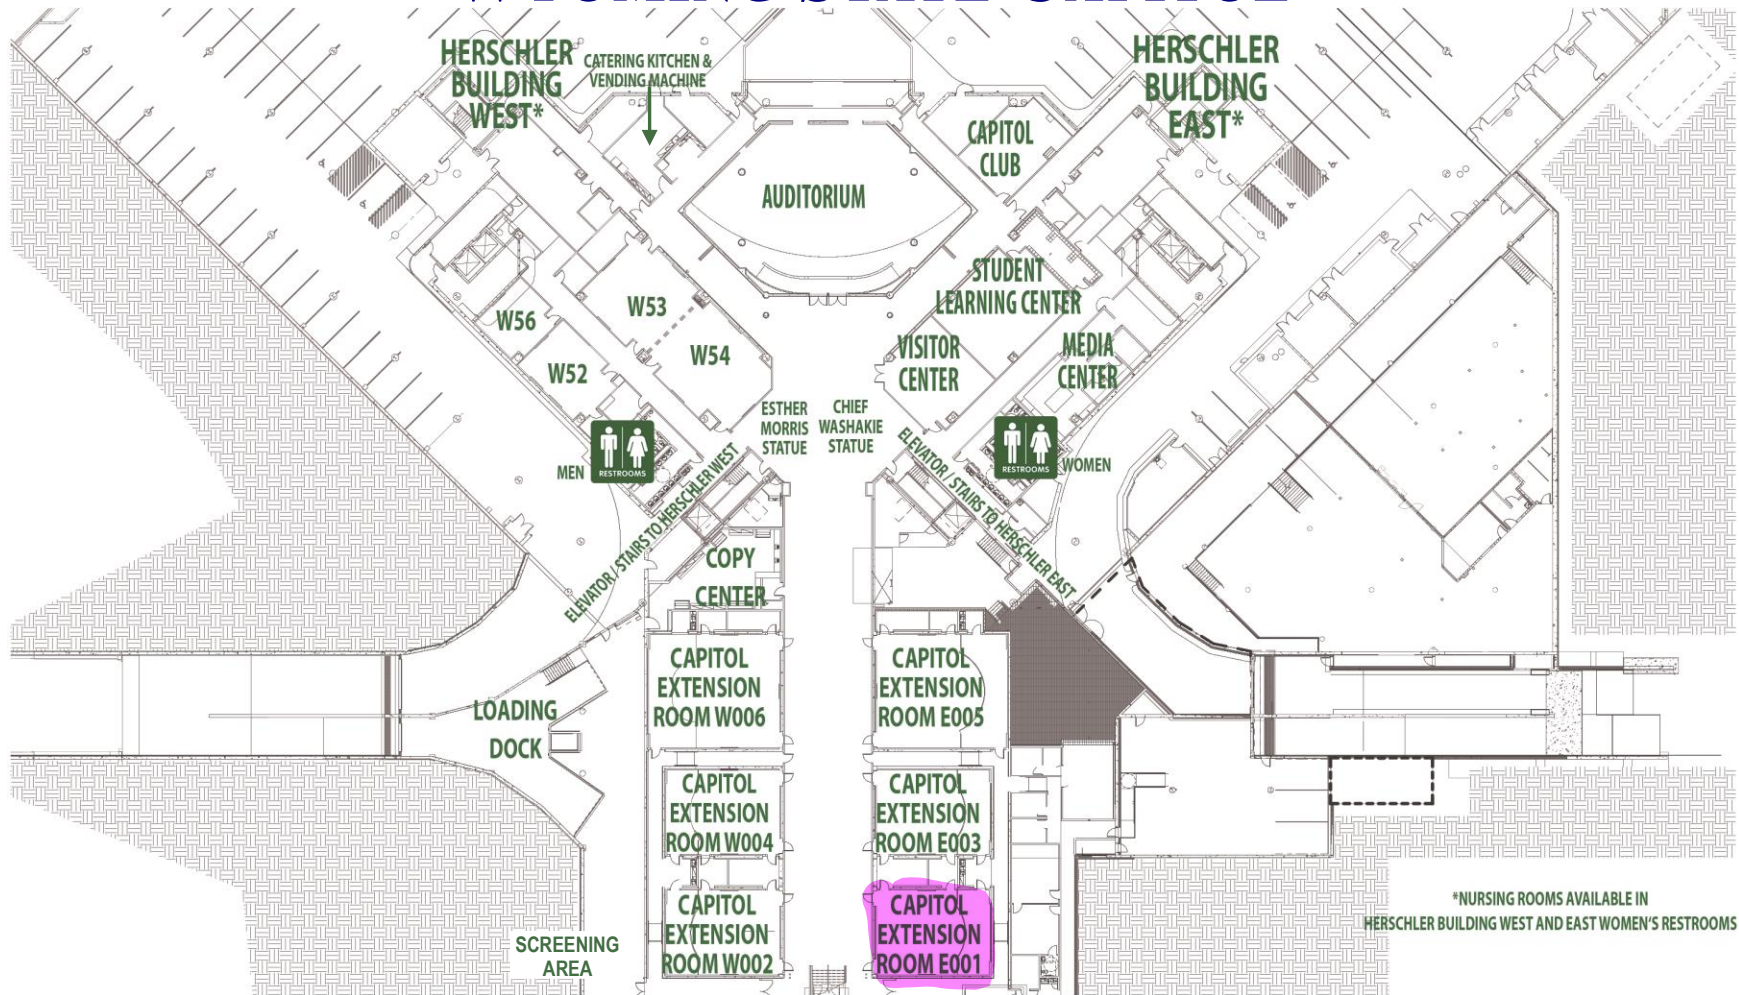 WYOMING STATE CAPITOL
HERSCHLER
BUILDING
WEST*
CATERING KITCHEN &
VENDING MACHINE
HERSCHLER
BUILDING
EAST*
CAPITOL
CLUB
AUDITORIUM
STUDENT
LEARNING CENTER
W53
W56
W54
W52
VISITOR
CENTER
MEDIA
CENTER
ESTHER
MORRIS
STATUE
CHIEF
WASHAKIE
STATUE
MEN
RESTROOMS
RESTROOMS
WOMEN
ELEVATOR / STAIRS TO HERSCHLER WEST
ELEVATOR / STAIRS TO HERSCHLER EAST
COPY
CENTER
CAPITOL
EXTENSION
ROOM W006
CAPITOL
EXTENSION
ROOM E005
LOADING
DOCK
CAPITOL
EXTENSION
ROOM W004
CAPITOL
EXTENSION
ROOM E003
CAPITOL
EXTENSION
ROOM W002
CAPITOL
EXTENSION
ROOM E001
SCREENING
AREA
*NURSING ROOMS AVAILABLE IN
HERSCHLER BUILDING WEST AND EAST WOMEN'S RESTROOMS